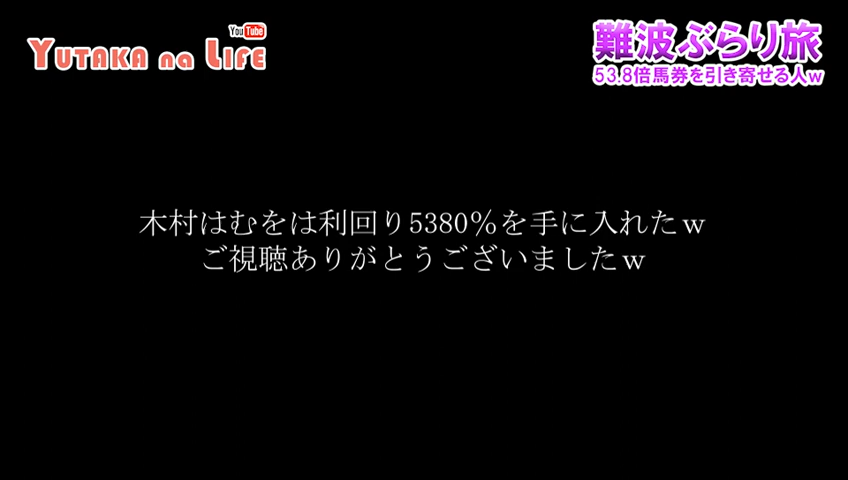 YouTube
YUTAKA na LIFE
難波ぶらり旅
53.8倍馬券を引き寄せる人w
木村はむをは利回り5380％を手に入れたｗ
ご視聴ありがとうございましたｗ